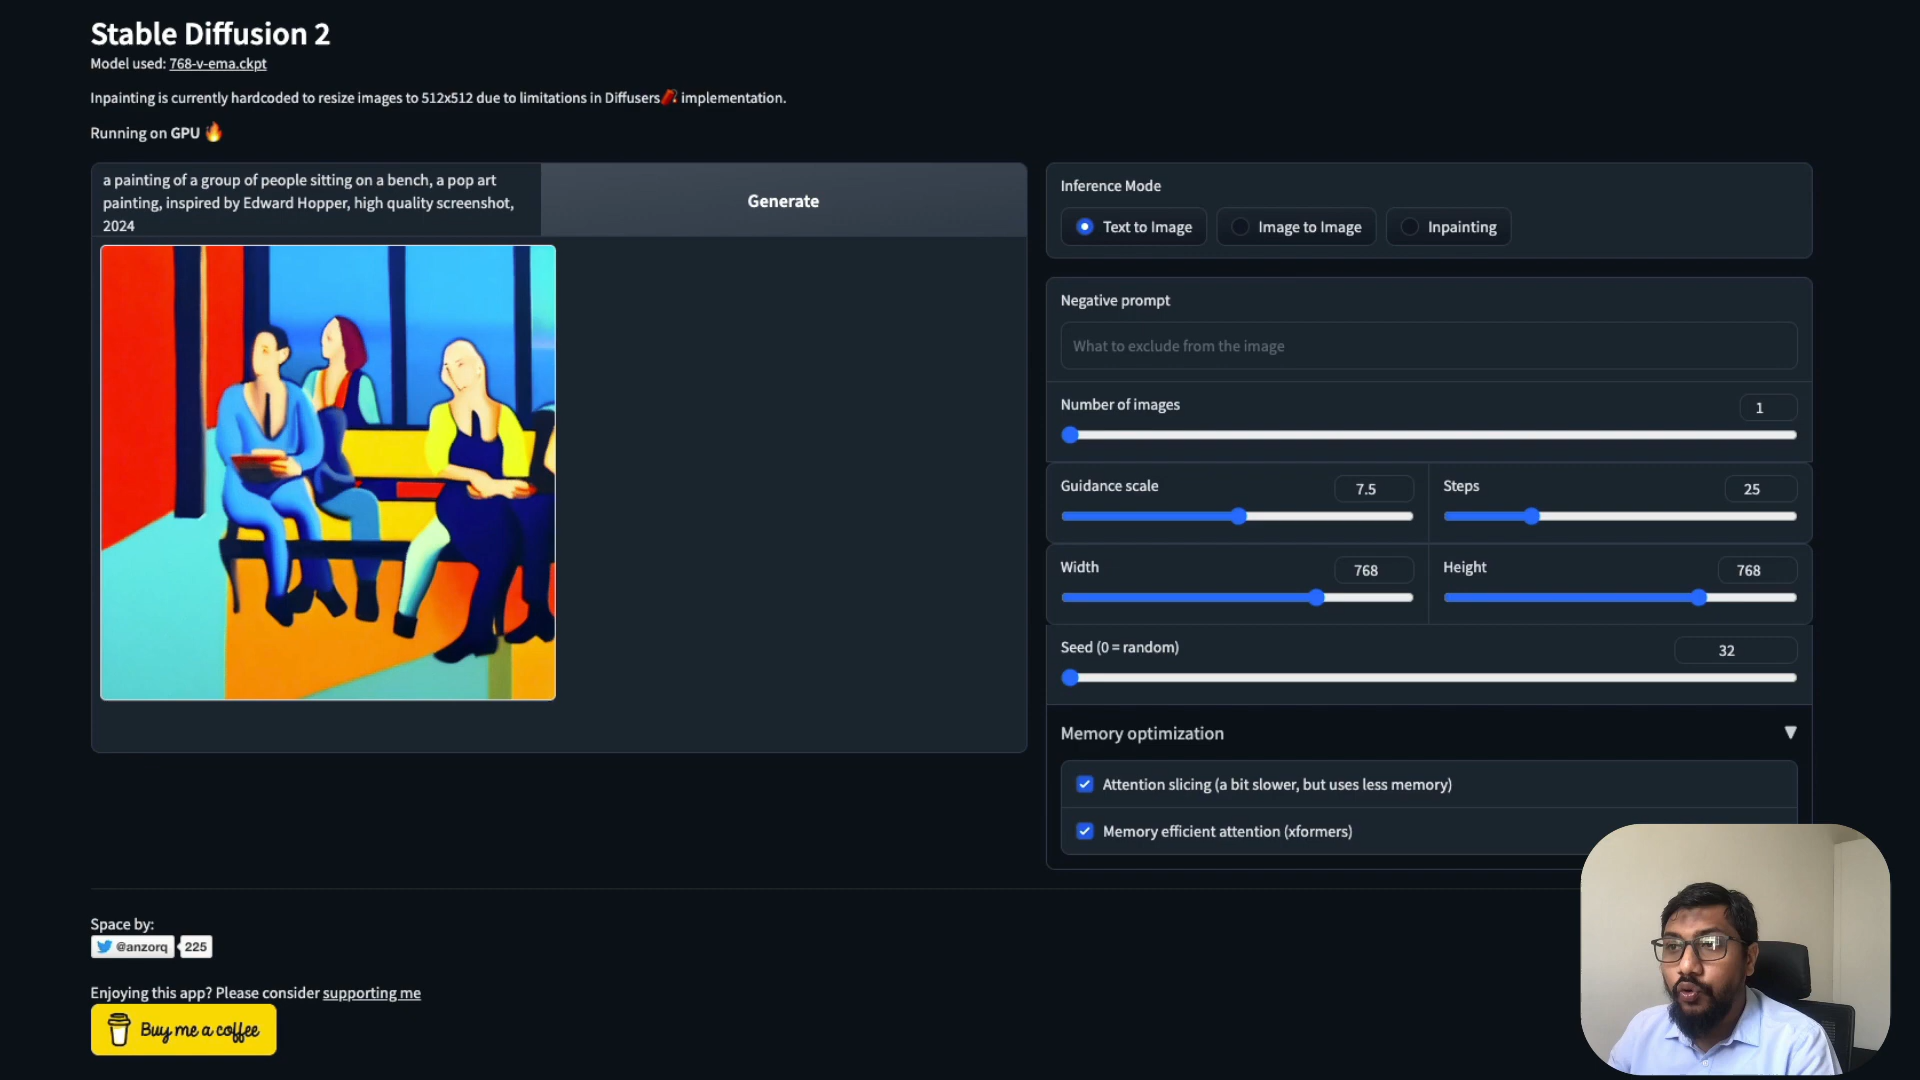 Stable Diffusion 2
Model used: 768-v-ema.ckpt
Inpainting is currently hardcoded to resize images to 512x512 due to limitations in Diffusers🧨 implementation.
Running on GPU 🔥
a painting of a group of people sitting on a bench, a pop art
painting, inspired by Edward Hopper, high quality screenshot,
2024
Generate
Inference Mode
Text to Image
Image to Image
Inpainting
Negative prompt
What to exclude from the image
Number of images
1
Guidance scale
7.5
Steps
25
Width
768
Height
768
Seed (0 = random)
32
Memory optimization
Attention slicing (a bit slower, but uses less memory)
Memory efficient attention (xformers)
Space by:
@anzorq
225
Enjoying this app? Please consider supporting me
Buy me a coffee